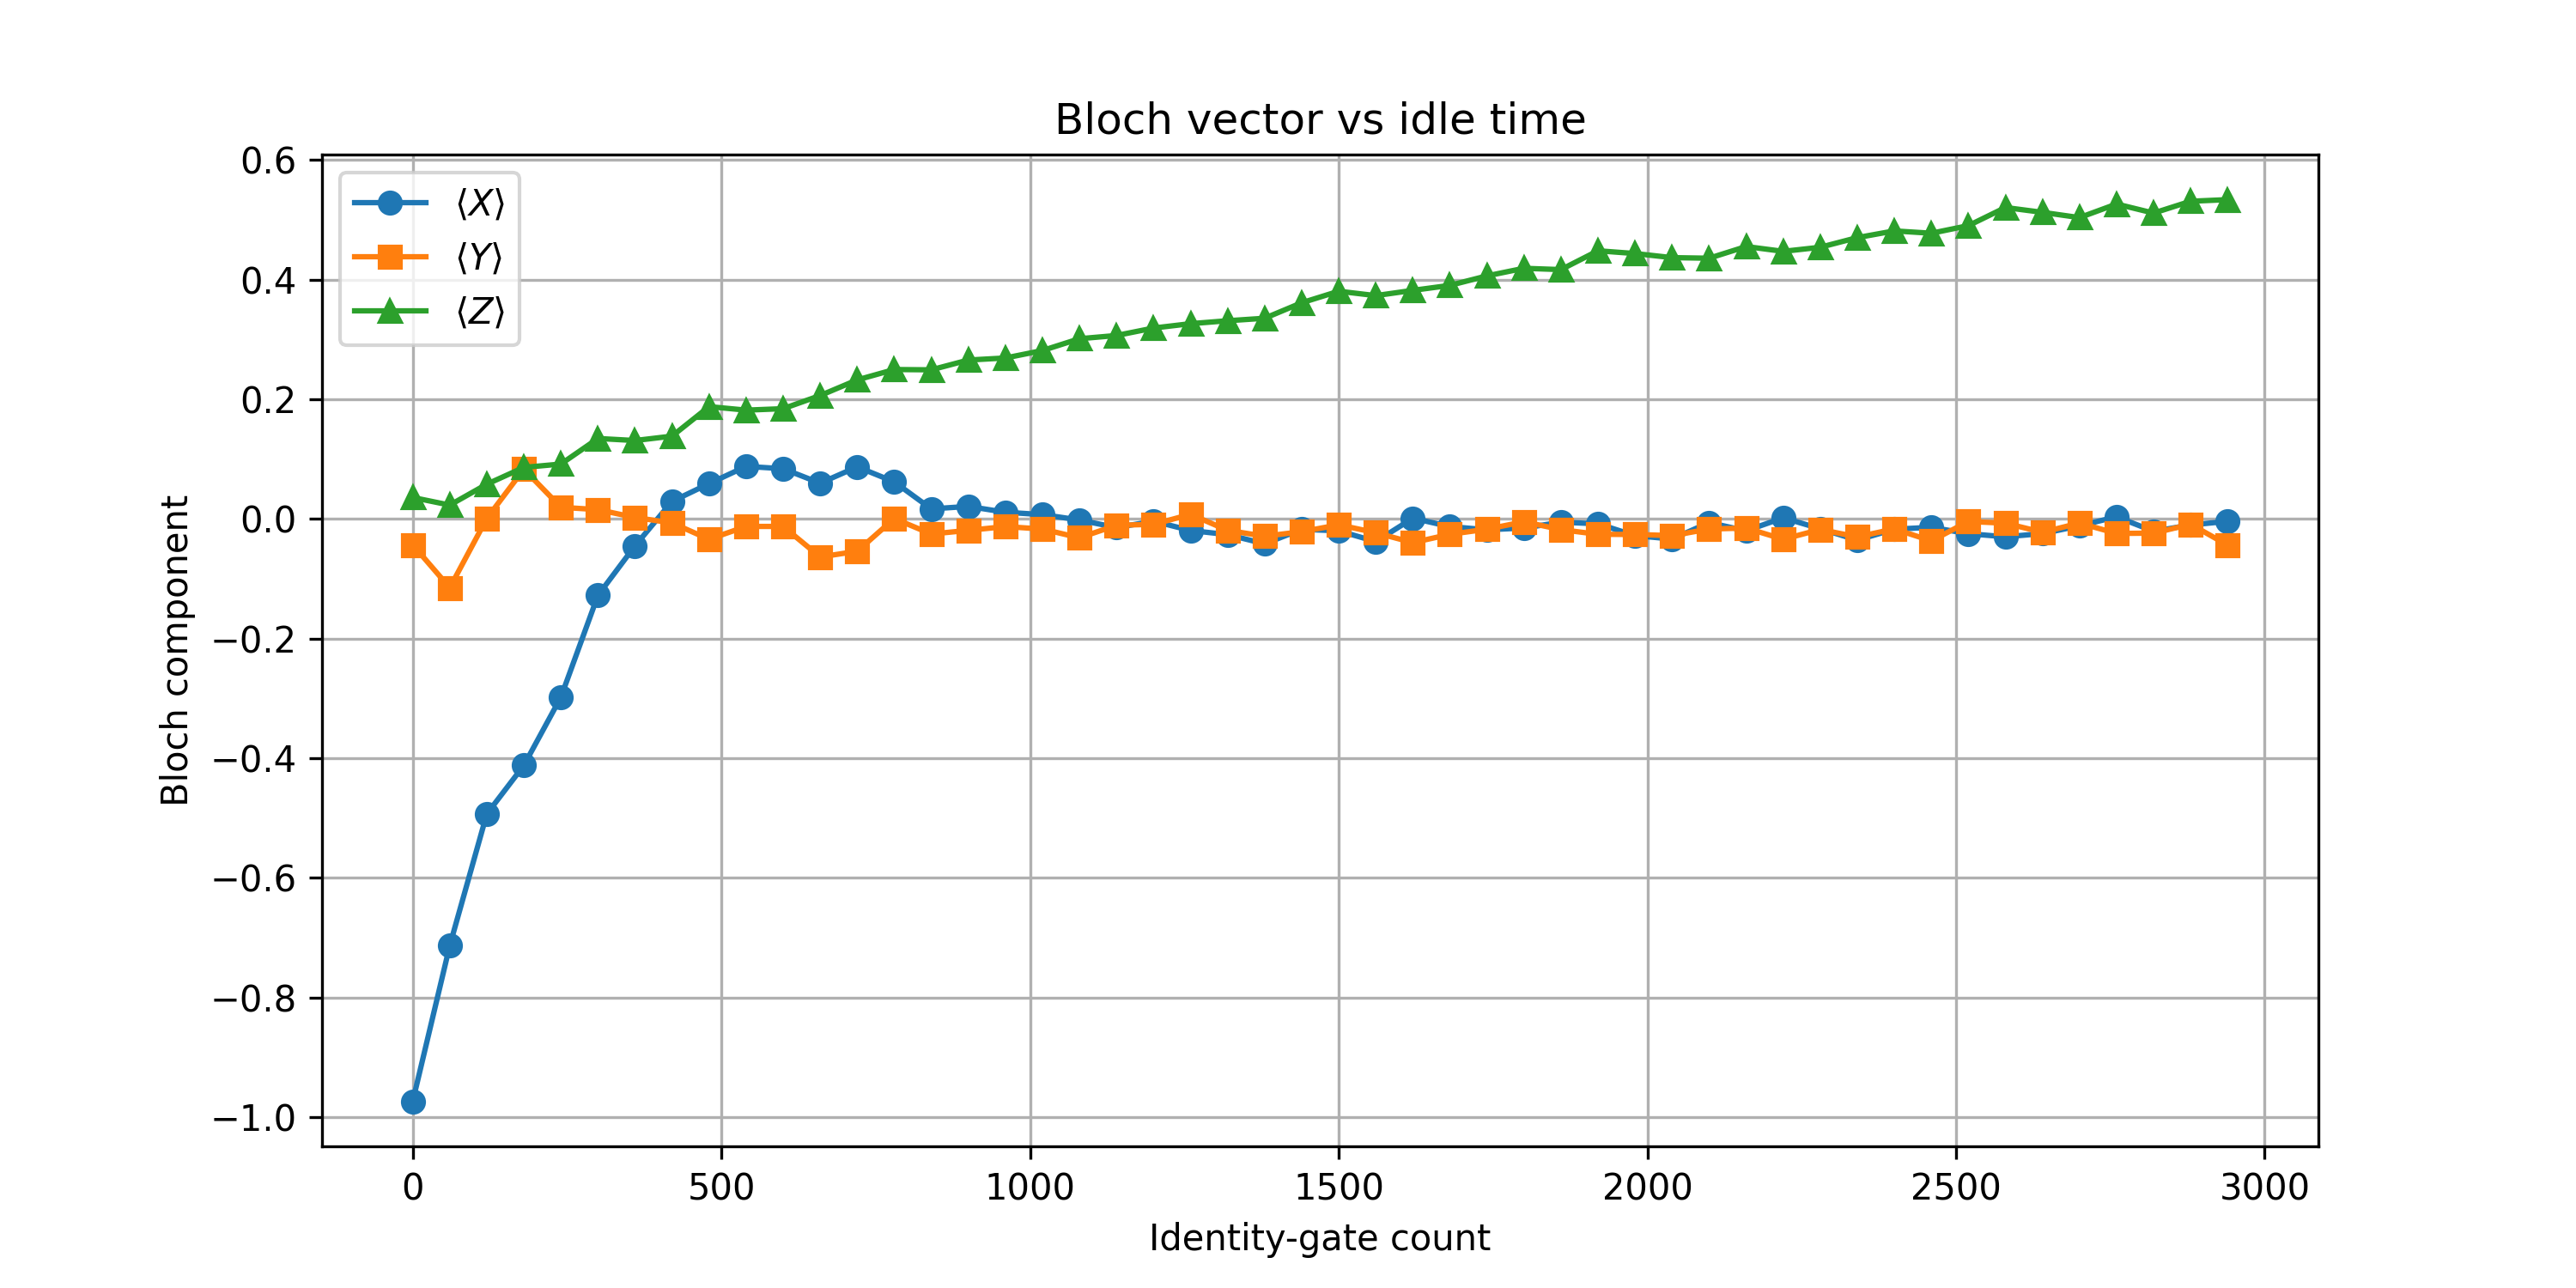 Bloch vector vs idle time
⟨X⟩
⟨Y⟩
⟨Z⟩
Bloch component
0.6
0.4
0.2
0.0
−0.2
−0.4
−0.6
−0.8
−1.0
0 500 1000 1500 2000 2500 3000
Identity-gate count